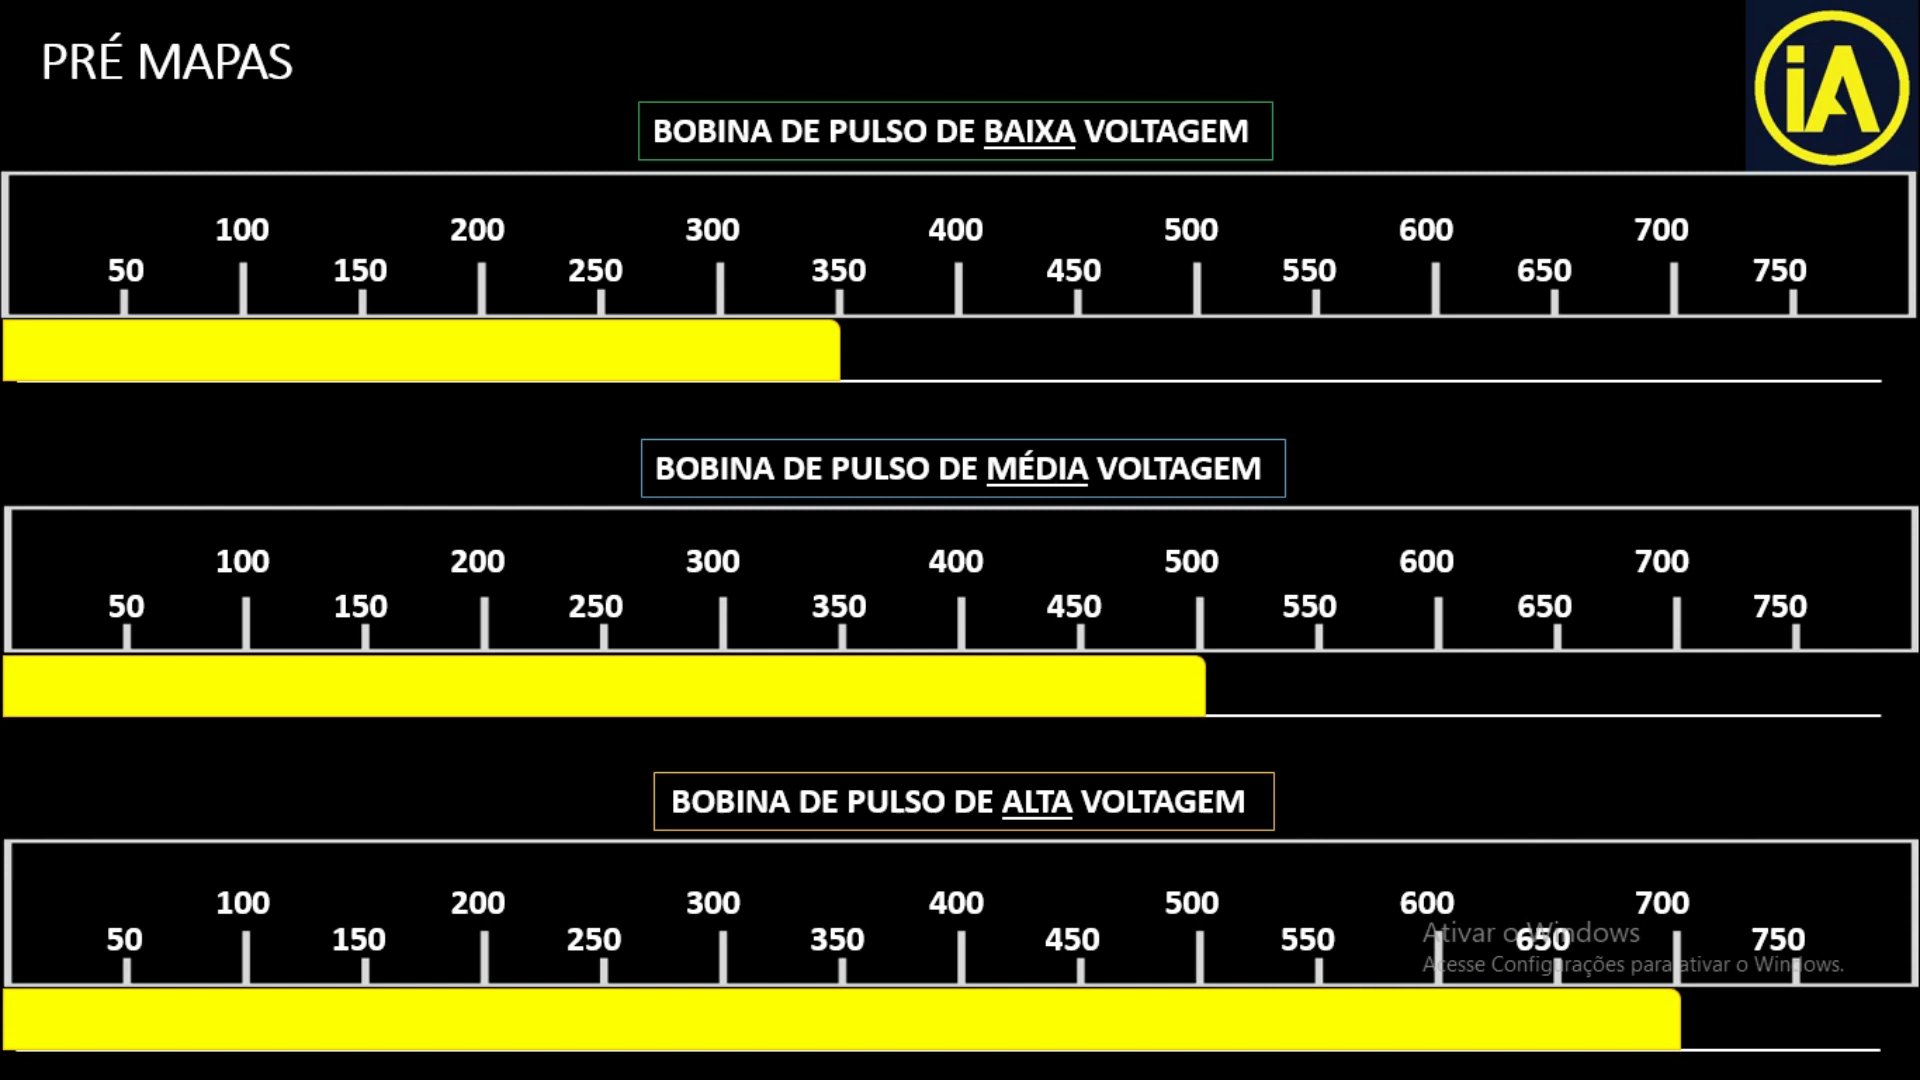 PRÉ MAPAS
iA
BOBINA DE PULSO DE BAIXA VOLTAGEM
100 200 300 400 500 600 700
50 150 250 350 450 550 650 750
BOBINA DE PULSO DE MÉDIA VOLTAGEM
100 200 300 400 500 600 700
50 150 250 350 450 550 650 750
BOBINA DE PULSO DE ALTA VOLTAGEM
100 200 300 400 500 600 700
50 150 250 350 450 550 650 750
Ativar o Windows
Acesse Configurações para ativar o Windows.